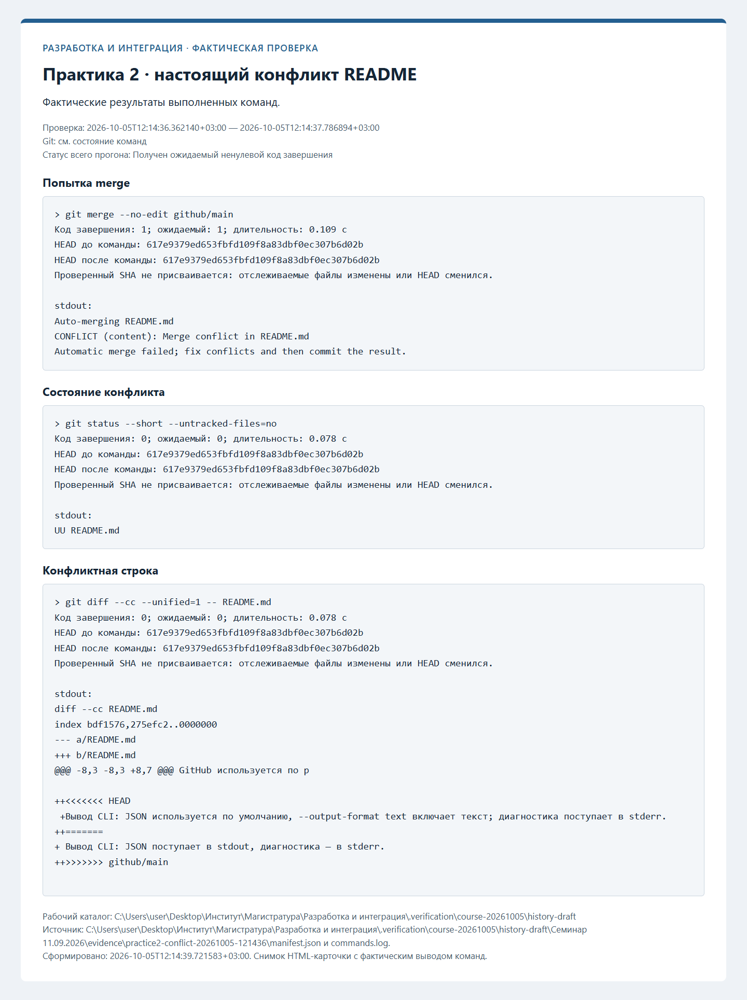 РАЗРАБОТКА И ИНТЕГРАЦИЯ · ФАКТИЧЕСКАЯ ПРОВЕРКА
Практика 2 · настоящий конфликт README
Фактические результаты выполненных команд.
Проверка: 2026-10-05T12:14:36.362140+03:00 — 2026-10-05T12:14:37.786894+03:00
Git: см. состояние команд
Статус всего прогона: Получен ожидаемый ненулевой код завершения
Попытка merge
> git merge --no-edit github/main
Код завершения: 1; ожидаемый: 1; длительность: 0.109 с
HEAD до команды: 617e9379ed653fbfd109f8a83dbf0ec307b6d02b
HEAD после команды: 617e9379ed653fbfd109f8a83dbf0ec307b6d02b
Проверенный SHA не присваивается: отслеживаемые файлы изменены или HEAD сменился.
stdout:
Auto-merging README.md
CONFLICT (content): Merge conflict in README.md
Automatic merge failed; fix conflicts and then commit the result.
Состояние конфликта
> git status --short --untracked-files=no
Код завершения: 0; ожидаемый: 0; длительность: 0.078 с
HEAD до команды: 617e9379ed653fbfd109f8a83dbf0ec307b6d02b
HEAD после команды: 617e9379ed653fbfd109f8a83dbf0ec307b6d02b
Проверенный SHA не присваивается: отслеживаемые файлы изменены или HEAD сменился.
stdout:
UU README.md
Конфликтная строка
> git diff --cc --unified=1 -- README.md
Код завершения: 0; ожидаемый: 0; длительность: 0.078 с
HEAD до команды: 617e9379ed653fbfd109f8a83dbf0ec307b6d02b
HEAD после команды: 617e9379ed653fbfd109f8a83dbf0ec307b6d02b
Проверенный SHA не присваивается: отслеживаемые файлы изменены или HEAD сменился.
stdout:
diff --cc README.md
index bdf1576,275efc2..0000000
--- a/README.md
+++ b/README.md
@@@ -8,3 -8,3 +8,7 @@@ GitHub используется по р
++<<<<<<< HEAD
 +Вывод CLI: JSON используется по умолчанию, --output-format text включает текст; диагностика поступает в stderr.
++=======
+ Вывод CLI: JSON поступает в stdout, диагностика — в stderr.
++>>>>>>> github/main
Рабочий каталог: C:\Users\user\Desktop\Институт\Магистратура\Разработка и интеграция\.verification\course-20261005\history-draft
Источник: C:\Users\user\Desktop\Институт\Магистратура\Разработка и интеграция\.verification\course-20261005\history-draft\Семинар
11.09.2026\evidence\practice2-conflict-20261005-121436\manifest.json и commands.log.
Сформировано: 2026-10-05T12:14:39.721583+03:00. Снимок HTML-карточки с фактическим выводом команд.